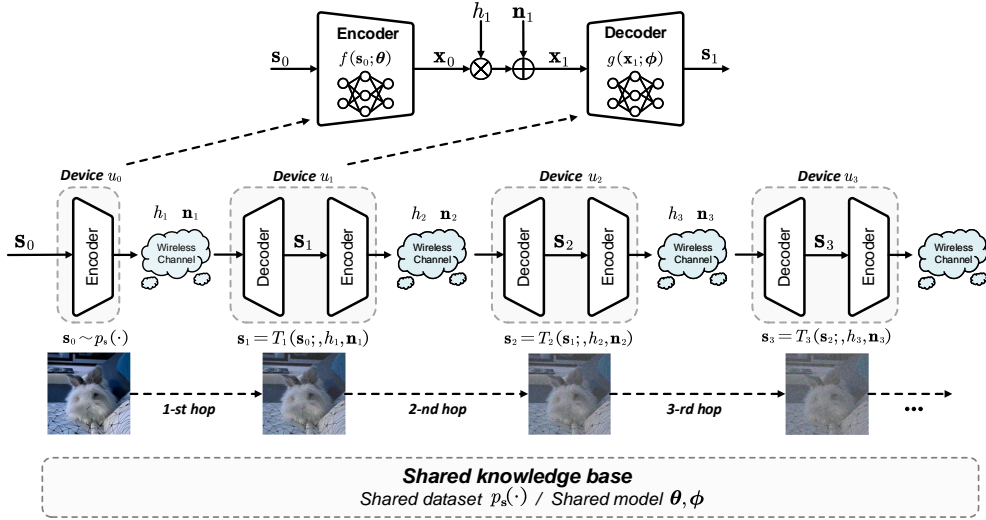 h₁ 𝐧₁
Encoder
Decoder
𝐬₀ f(𝐬₀;𝛉) 𝐱₀ 𝐱₁ g(𝐱₁;𝛟) 𝐬₁
Device u₀
Device u₁
Device u₂
Device u₃
h₁ 𝐧₁
h₂ 𝐧₂
h₃ 𝐧₃
𝐬₀
Encoder
Wireless
Channel
Decoder
𝐬₁
Encoder
Wireless
Channel
Decoder
𝐬₂
Encoder
Wireless
Channel
Decoder
𝐬₃
Encoder
Wireless
Channel
𝐬₀∼pₛ(·)
𝐬₁=T₁(𝐬₀;,h₁,𝐧₁)
𝐬₂=T₂(𝐬₁;,h₂,𝐧₂)
𝐬₃=T₃(𝐬₂;,h₃,𝐧₃)
1-st hop
2-nd hop
3-rd hop
...
Shared knowledge base
Shared dataset pₛ(·) / Shared model 𝛉,𝛟